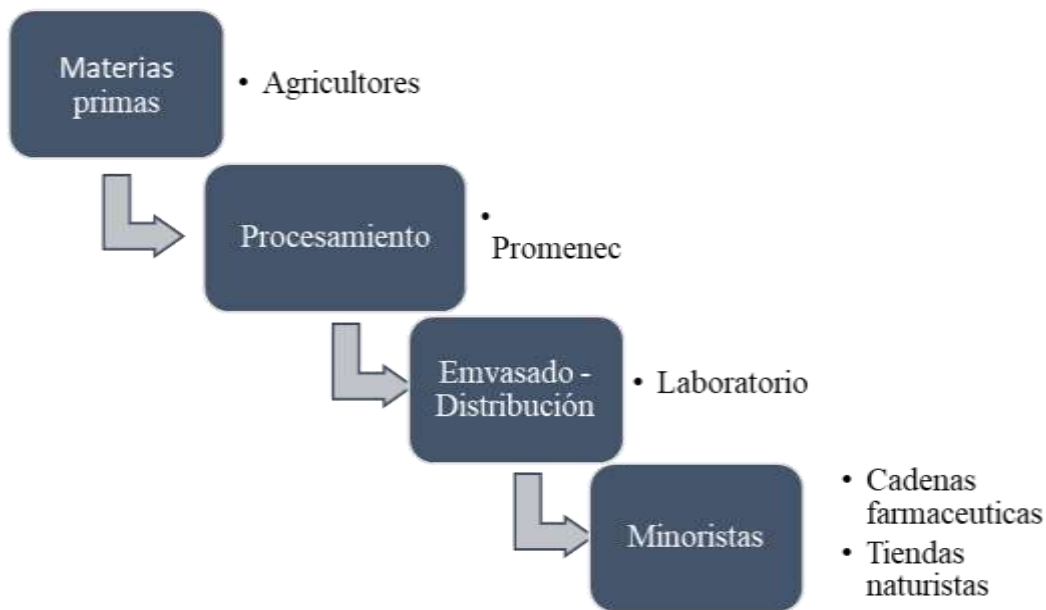 Materias
primas
• Agricultores
Procesamiento
•
Promenec
Emvasado -
Distribución
• Laboratorio
Minoristas
• Cadenas
farmaceuticas
• Tiendas
naturistas